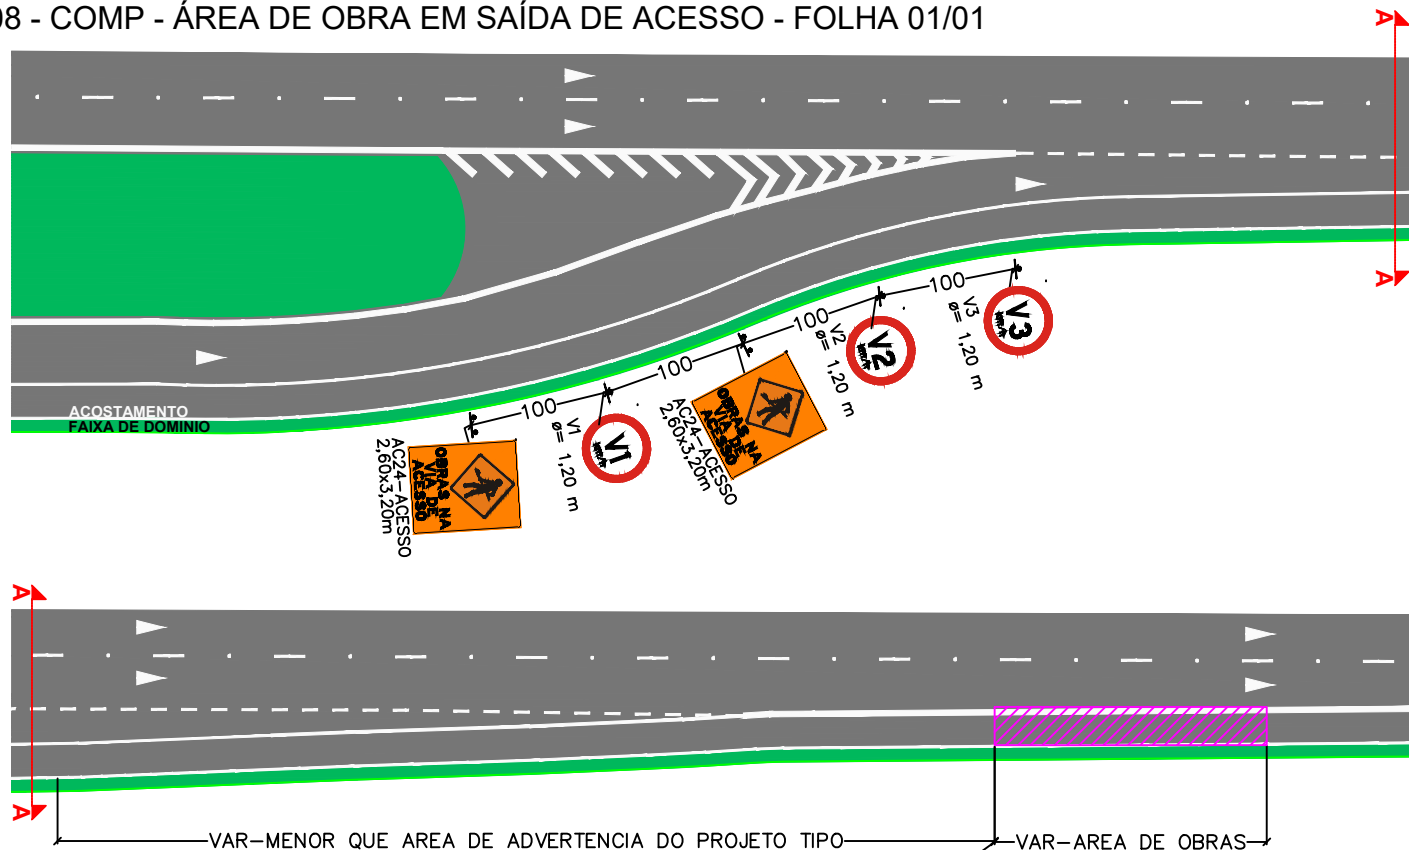 08 - COMP - ÁREA DE OBRA EM SAÍDA DE ACESSO - FOLHA 01/01
A
A
ACOSTAMENTO
FAIXA DE DOMINIO
100
100
100
100
OBRAS NA
VIA DE
ACESSO
AC24-ACESSO
2,60x3,20m
V1
ø= 1,20 m
V1
km/h
OBRAS NA
VIA DE
ACESSO
AC24-ACESSO
2,60x3,20m
V2
ø= 1,20 m
V2
km/h
V3
ø= 1,20 m
V3
km/h
A
A
VAR-MENOR QUE AREA DE ADVERTENCIA DO PROJETO TIPO
VAR-AREA DE OBRAS